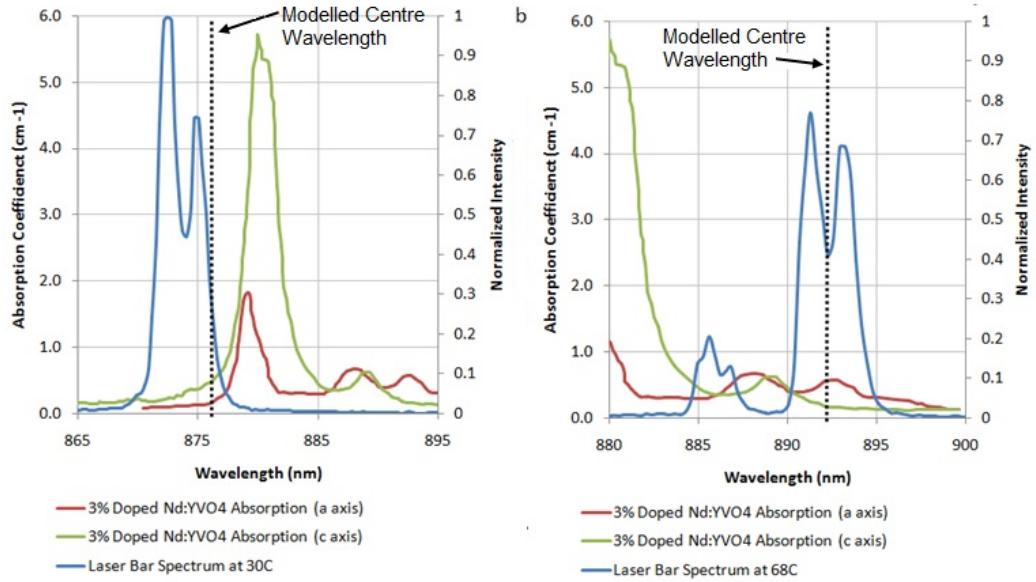 6.0
5.0
4.0
3.0
2.0
1.0
0.0
Absorption Coeffidenct (cm -1)
Modelled Centre
Wavelength
1
0.9
0.8
0.7
0.6
0.5
0.4
0.3
0.2
0.1
0
Normalized Intensity
865 875 885 895
Wavelength (nm)
3% Doped Nd:YVO4 Absorption (a axis)
3% Doped Nd:YVO4 Absorption (c axis)
Laser Bar Spectrum at 30C
b
6.0
5.0
4.0
3.0
2.0
1.0
0.0
Absorption Coefficient (cm-1)
Modelled Centre
Wavelength
1
0.9
0.8
0.7
0.6
0.5
0.4
0.3
0.2
0.1
0
Normalized Intensity
880 885 890 895 900
Wavelength (nm)
3% Doped Nd:YVO4 Absorption (a axis)
3% Doped Nd:YVO4 Absorption (c axis)
Laser Bar Spectrum at 68C